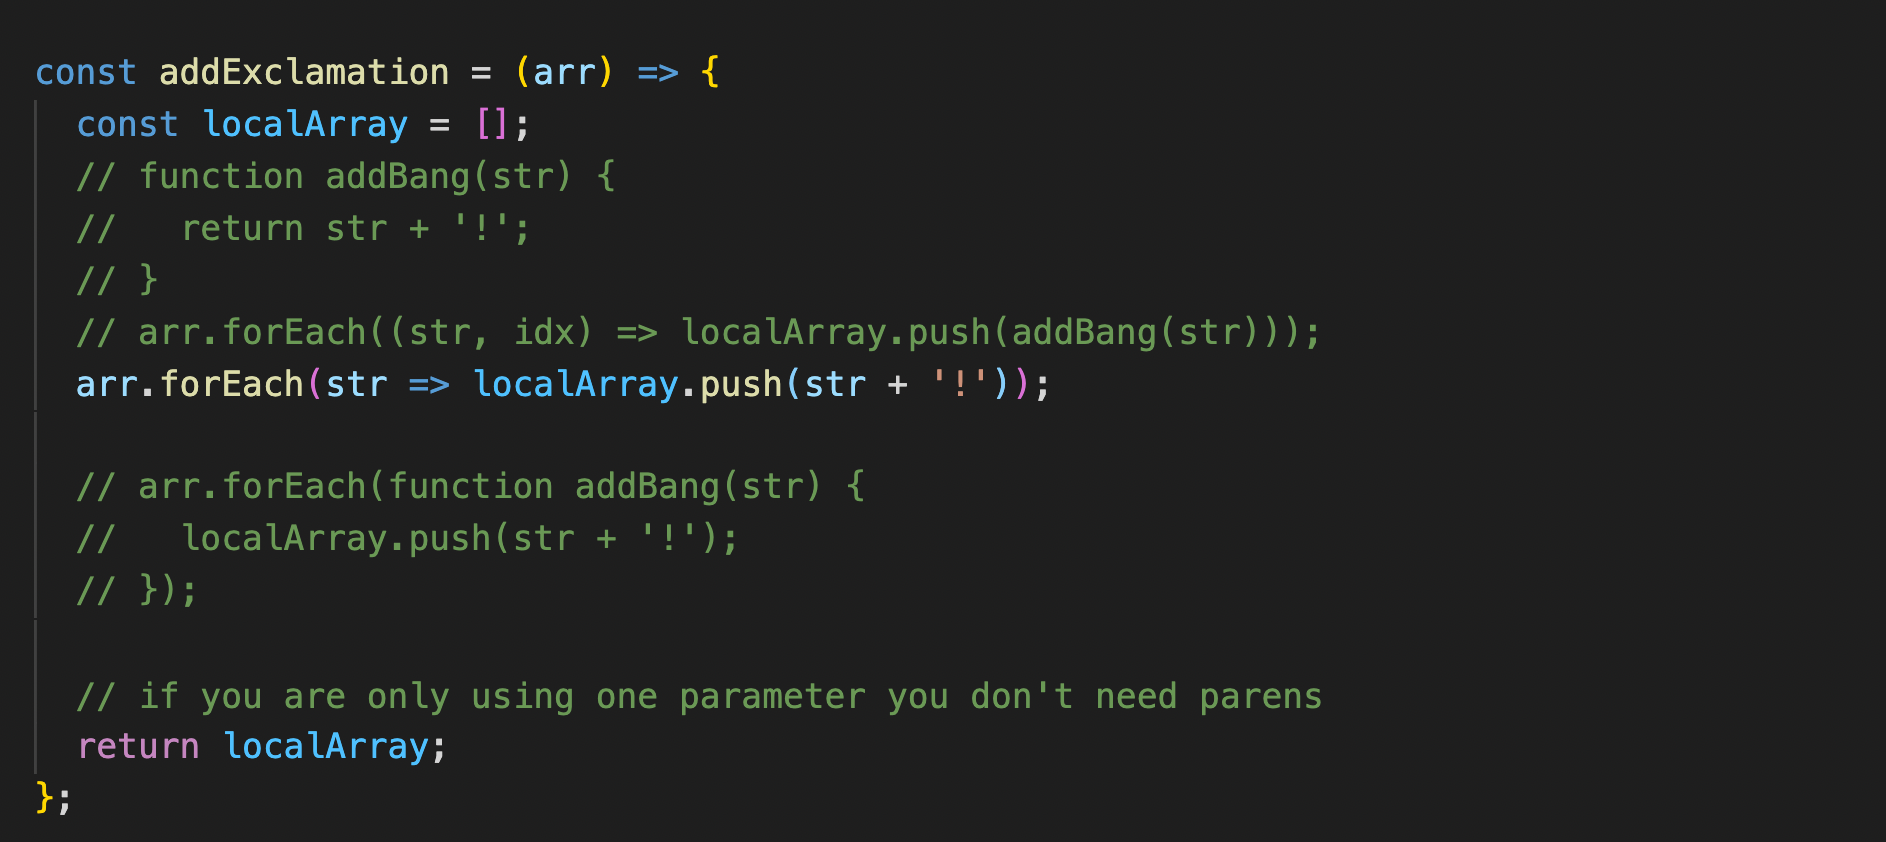 const addExclamation = (arr) => {
  const localArray = [];
  // function addBang(str) {
  //   return str + '!';
  // }
  // arr.forEach((str, idx) => localArray.push(addBang(str)));
  arr.forEach(str => localArray.push(str + '!'));

  // arr.forEach(function addBang(str) {
  //   localArray.push(str + '!');
  // });

  // if you are only using one parameter you don't need parens
  return localArray;
};